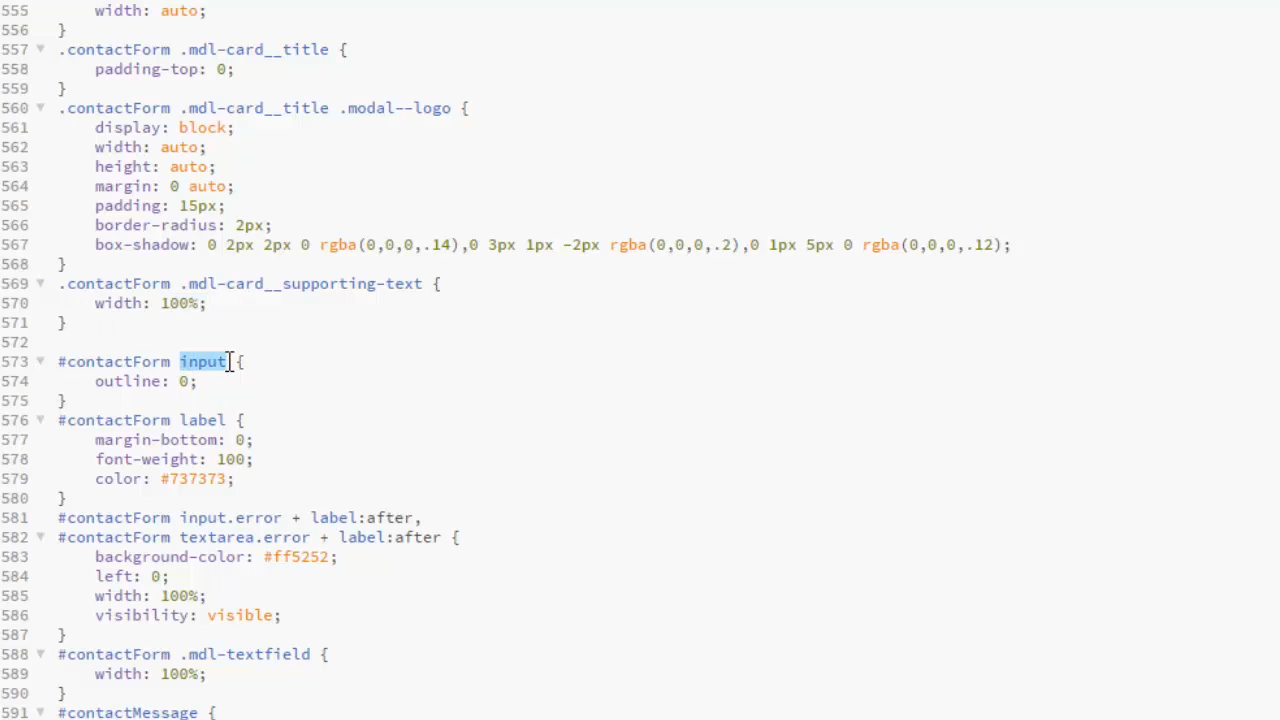 555 width: auto;
556 }
557 .contactForm .mdl-card__title {
558 padding-top: 0;
559 }
560 .contactForm .mdl-card__title .modal--logo {
561 display: block;
562 width: auto;
563 height: auto;
564 margin: 0 auto;
565 padding: 15px;
566 border-radius: 2px;
567 box-shadow: 0 2px 2px 0 rgba(0,0,0,.14),0 3px 1px -2px rgba(0,0,0,.2),0 1px 5px 0 rgba(0,0,0,.12);
568 }
569 .contactForm .mdl-card__supporting-text {
570 width: 100%;
571 }
572
573 #contactForm input {
574 outline: 0;
575 }
576 #contactForm label {
577 margin-bottom: 0;
578 font-weight: 100;
579 color: #737373;
580 }
581 #contactForm input.error + label:after,
582 #contactForm textarea.error + label:after {
583 background-color: #ff5252;
584 left: 0;
585 width: 100%;
586 visibility: visible;
587 }
588 #contactForm .mdl-textfield {
589 width: 100%;
590 }
591 #contactMessage {